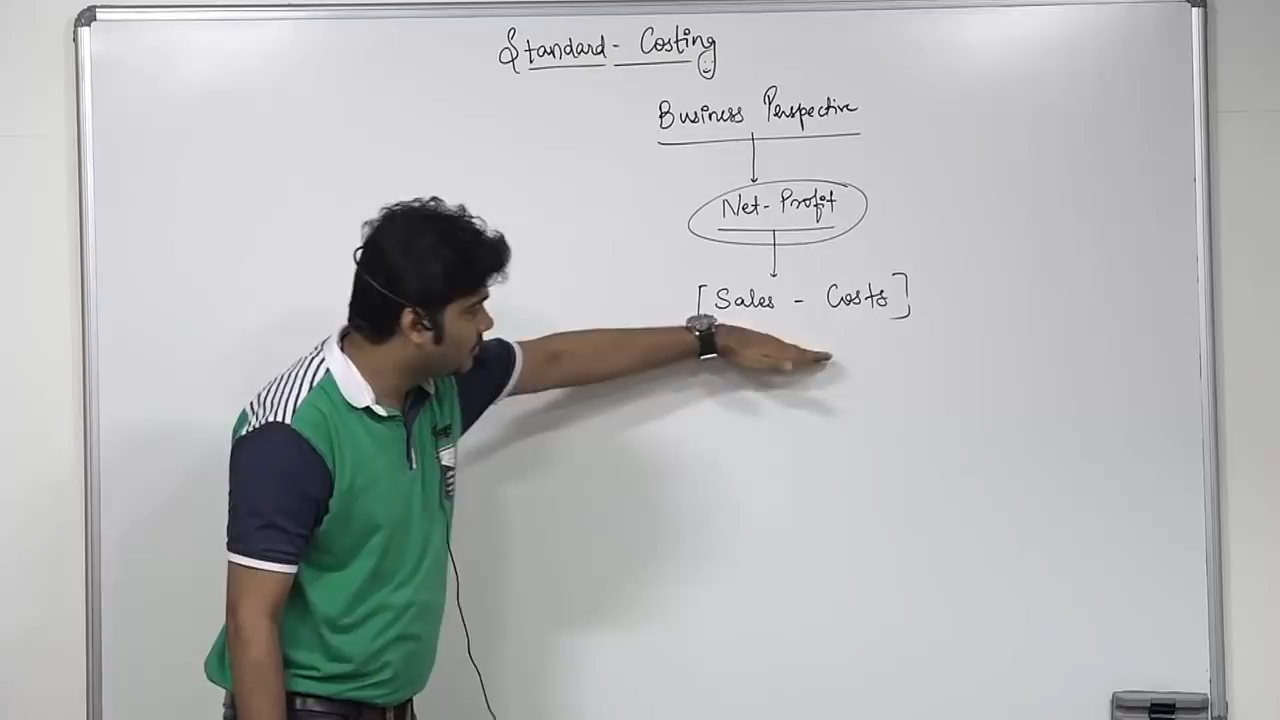 Standard - Costing
Business Perspective
Net - Profit
[Sales - Costs]